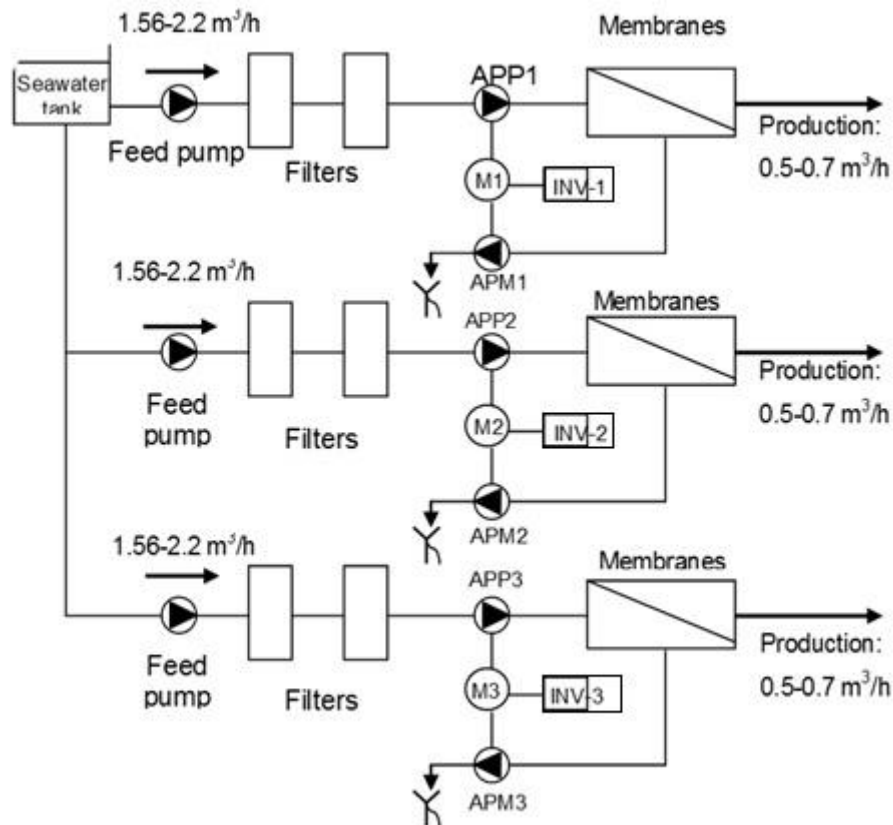 1.56-2.2 m³/h
Membranes
Seawater
tank
APP1
Feed pump
Filters
M1
INV-1
Production:
0.5-0.7 m³/h
APM1
1.56-2.2 m³/h
Membranes
APP2
Feed
pump
Filters
M2
INV-2
Production:
0.5-0.7 m³/h
APM2
1.56-2.2 m³/h
Membranes
APP3
Feed
pump
Filters
M3
INV-3
Production:
0.5-0.7 m³/h
APM3